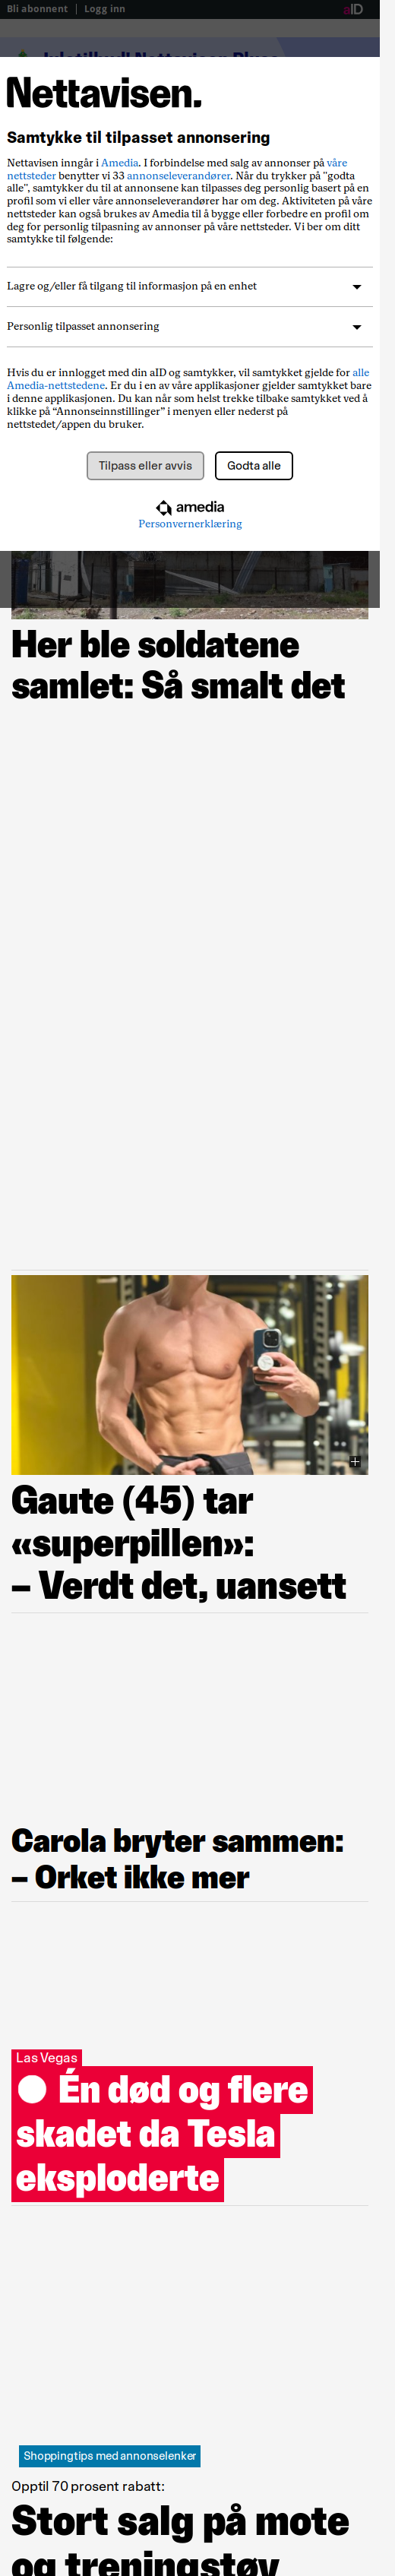 Bli abonnent | Logg inn
aID
Nettavisen.
Samtykke til tilpasset annonsering
Nettavisen inngår i Amedia. I forbindelse med salg av annonser på våre
nettsteder benytter vi 33 annonseleverandører. Når du trykker på "godta
alle", samtykker du til at annonsene kan tilpasses deg personlig basert på en
profil som vi eller våre annonseleverandører har om deg. Aktiviteten på våre
nettsteder kan også brukes av Amedia til å bygge eller forbedre en profil om
deg for personlig tilpasning av annonser på våre nettsteder. Vi ber om ditt
samtykke til følgende:
Lagre og/eller få tilgang til informasjon på en enhet
Personlig tilpasset annonsering
Hvis du er innlogget med din aID og samtykker, vil samtykket gjelde for alle
Amedia-nettstedene. Er du i en av våre applikasjoner gjelder samtykket bare
i denne applikasjonen. Du kan når som helst trekke tilbake samtykket ved å
klikke på “Annonseinnstillinger” i menyen eller nederst på
nettstedet/appen du bruker.
Tilpass eller avvis
Godta alle
amedia
Personvernerklæring
Her ble soldatene
samlet: Så smalt det
Gaute (45) tar
«superpillen»:
– Verdt det, uansett
Carola bryter sammen:
– Orket ikke mer
Las Vegas
Én død og flere
skadet da Tesla
eksploderte
Shoppingtips med annonselenker
Opptil 70 prosent rabatt:
Stort salg på mote
og treningstøy